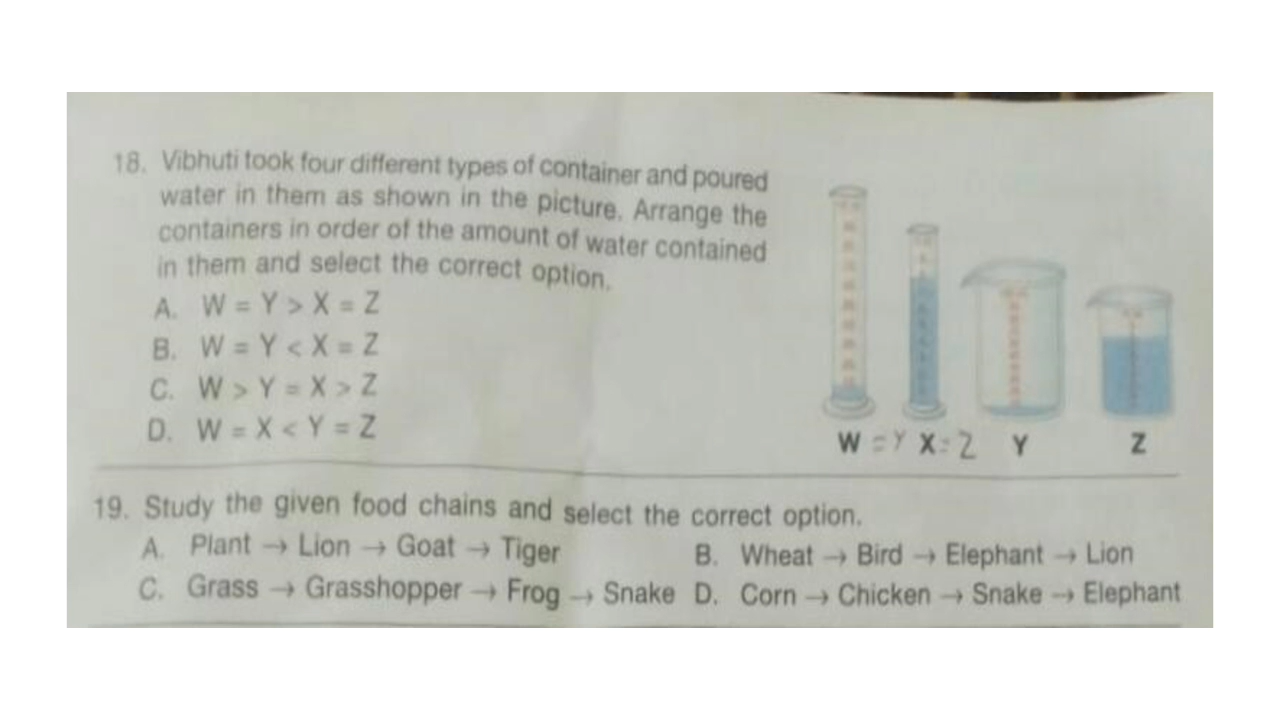 18. Vibhuti took four different types of container and poured
water in them as shown in the picture. Arrange the
containers in order of the amount of water contained
in them and select the correct option.
A. W = Y > X = Z
B. W = Y < X = Z
C. W > Y = X > Z
D. W = X < Y = Z
W = Y X = Z Y Z
19. Study the given food chains and select the correct option.
A. Plant → Lion → Goat → Tiger B. Wheat → Bird → Elephant → Lion
C. Grass → Grasshopper → Frog → Snake D. Corn → Chicken → Snake → Elephant